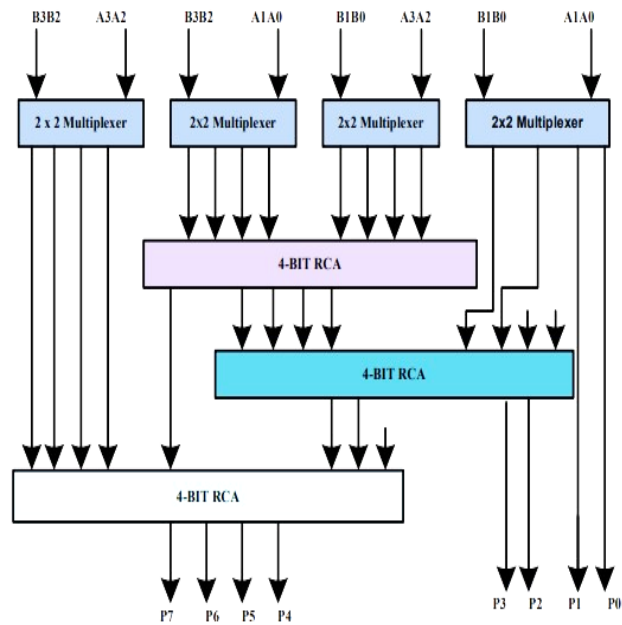 B3B2 A3A2 B3B2 A1A0 B1B0 A3A2 B1B0 A1A0
2 x 2 Multiplexer 2x2 Multiplexer 2x2 Multiplexer 2x2 Multiplexer
4-BIT RCA
4-BIT RCA
4-BIT RCA
P7 P6 P5 P4 P3 P2 P1 P0